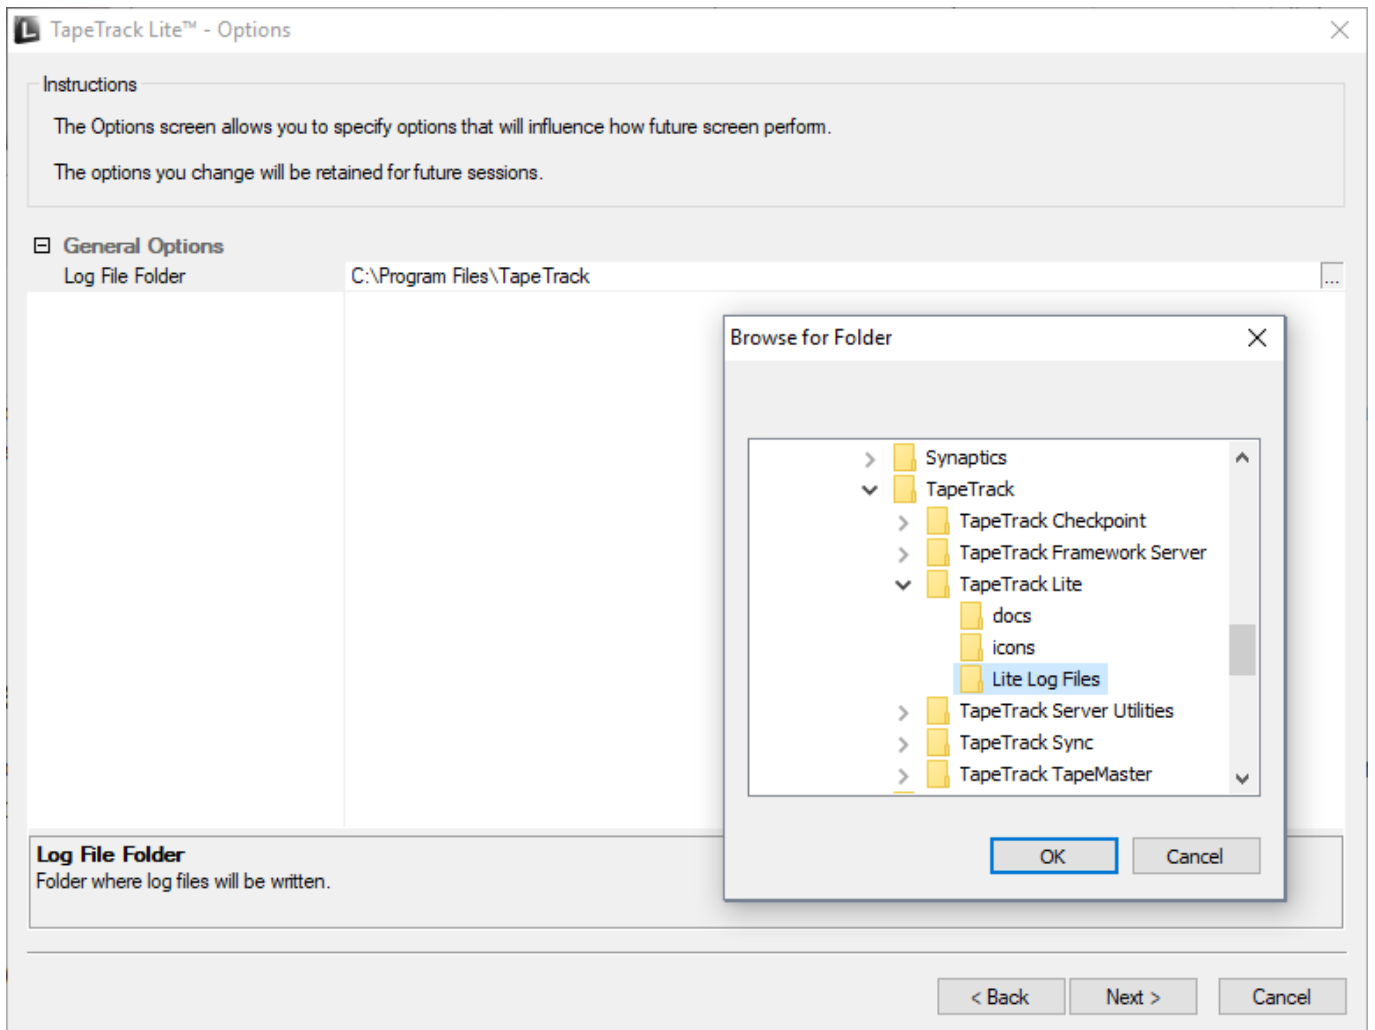 TapeTrack Lite™ - Options
Instructions
The Options screen allows you to specify options that will influence how future screen perform.
The options you change will be retained for future sessions.
General Options
Log File Folder C:\Program Files\TapeTrack ...
Browse for Folder
Synaptics
TapeTrack
TapeTrack Checkpoint
TapeTrack Framework Server
TapeTrack Lite
docs
icons
Lite Log Files
TapeTrack Server Utilities
TapeTrack Sync
TapeTrack TapeMaster
OK Cancel
Log File Folder
Folder where log files will be written.
< Back Next > Cancel